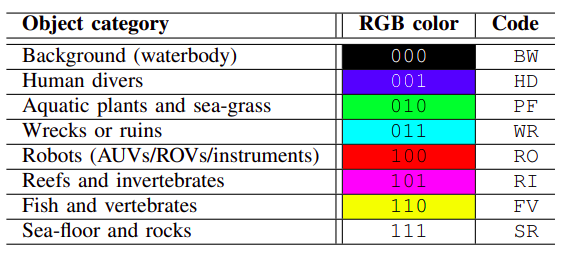 Object category RGB color Code
Background (waterbody) 000 BW
Human divers 001 HD
Aquatic plants and sea-grass 010 PF
Wrecks or ruins 011 WR
Robots (AUVs/ROVs/instruments) 100 RO
Reefs and invertebrates 101 RI
Fish and vertebrates 110 FV
Sea-floor and rocks 111 SR